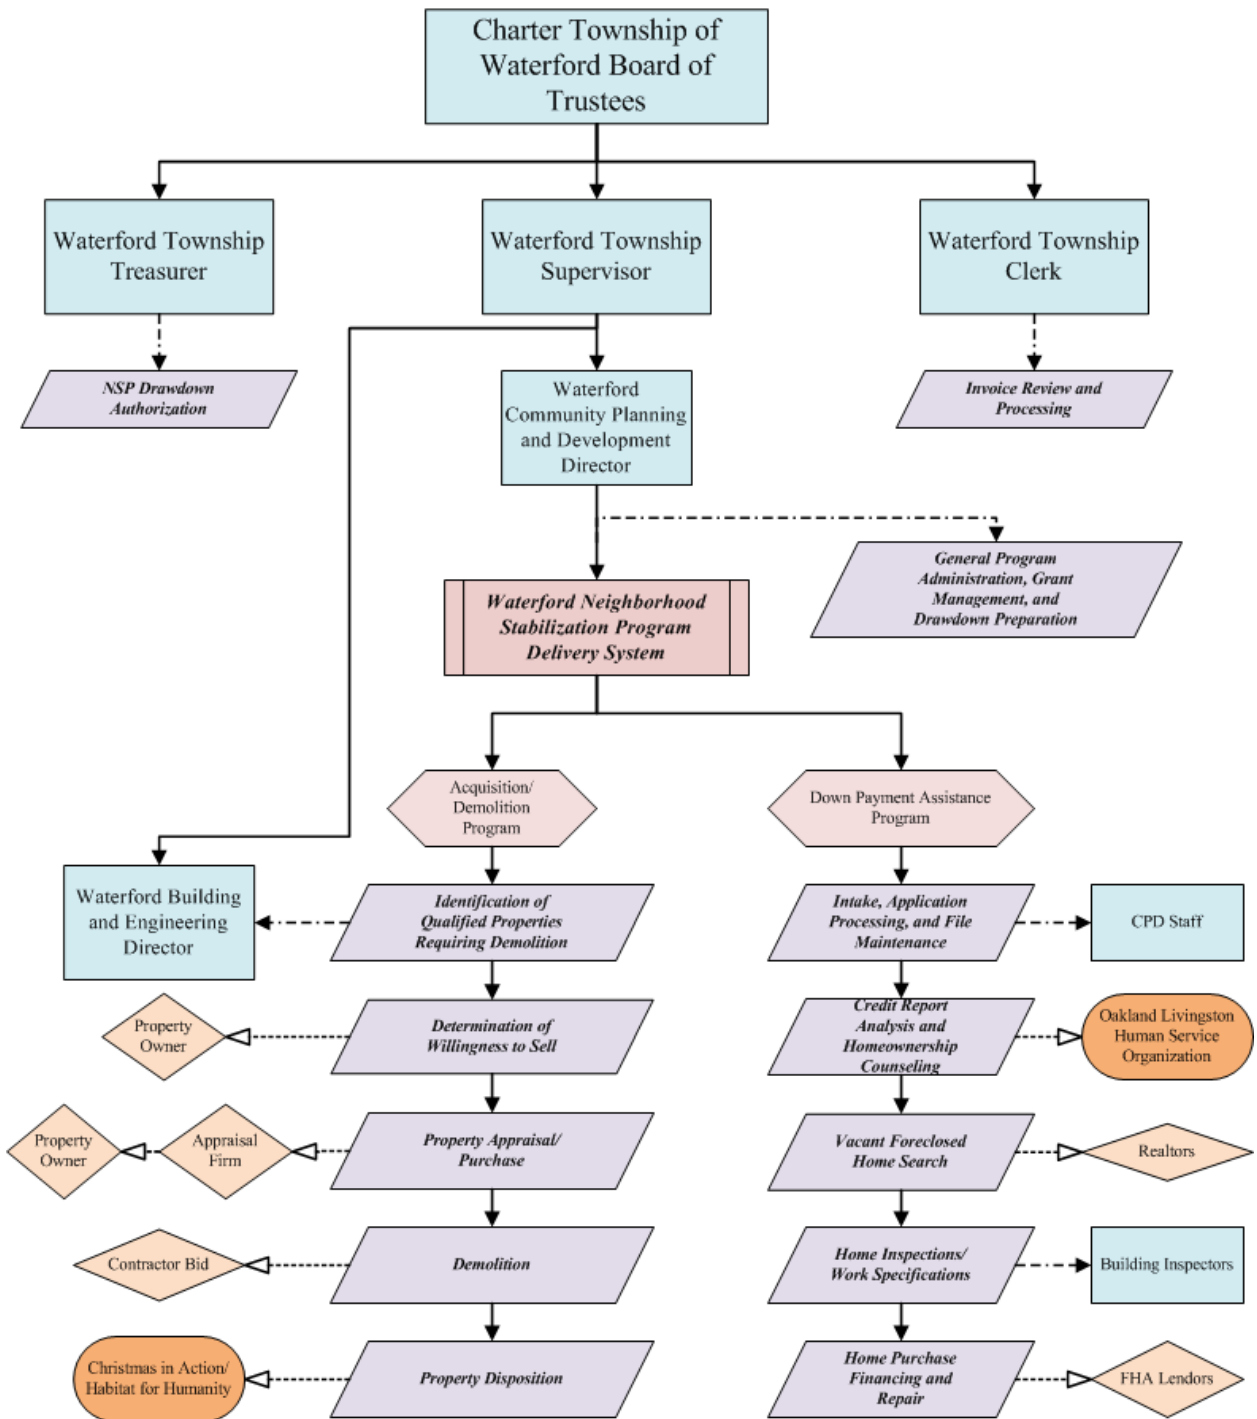 Charter Township of
Waterford Board of
Trustees
Waterford Township
Treasurer
Waterford Township
Supervisor
Waterford Township
Clerk
NSP Drawdown
Authorization
Waterford
Community Planning
and Development
Director
Invoice Review and
Processing
General Program
Administration, Grant
Management, and
Drawdown Preparation
Waterford Neighborhood
Stabilization Program
Delivery System
Acquisition/
Demolition
Program
Down Payment Assistance
Program
Waterford Building
and Engineering
Director
Identification of
Qualified Properties
Requiring Demolition
Intake, Application
Processing, and File
Maintenance
CPD Staff
Property
Owner
Determination of
Willingness to Sell
Credit Report
Analysis and
Homeownership
Counseling
Oakland Livingston
Human Service
Organization
Property
Owner
Appraisal
Firm
Property Appraisal/
Purchase
Vacant Foreclosed
Home Search
Realtors
Contractor Bid
Demolition
Home Inspections/
Work Specifications
Building Inspectors
Christmas in Action/
Habitat for Humanity
Property Disposition
Home Purchase
Financing and
Repair
FHA Lendors